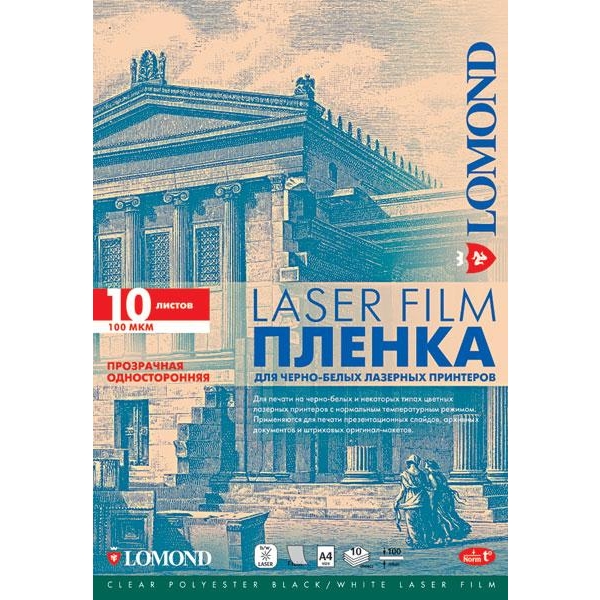 LOMOND
10 листов
100 МКМ
ПРОЗРАЧНАЯ
ОДНОСТОРОННЯЯ
LASER FILM
ПЛЕНКА
ДЛЯ ЧЕРНО-БЕЛЫХ ЛАЗЕРНЫХ ПРИНТЕРОВ
Для печати на черно-белых и некоторых типах цветных
лазерных принтеров с нормальным температурным режимом.
Применяются для печати презентационных слайдов, архивных
документов и штриховых оригинал-макетов.
LOMOND
b/w
LASER
A4
10
100
Norm t°
CLEAR POLYESTER BLACK/WHITE LASER FILM